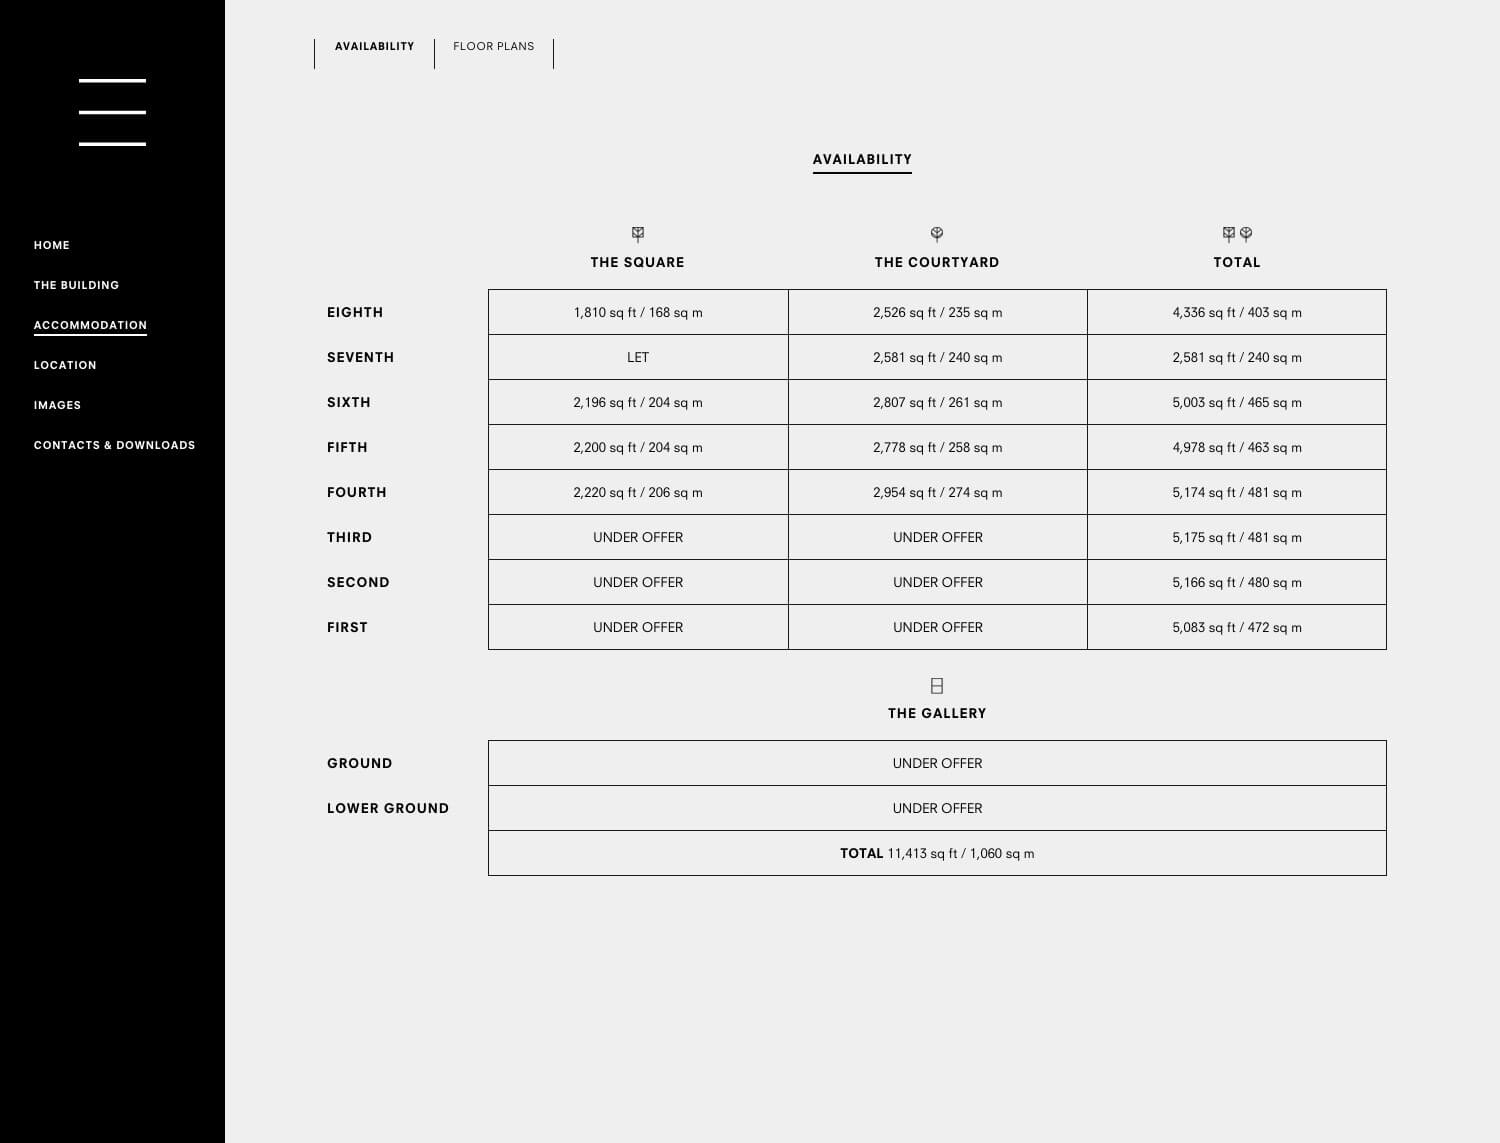 AVAILABILITY
FLOOR PLANS
HOME
THE BUILDING
ACCOMMODATION
LOCATION
IMAGES
CONTACTS & DOWNLOADS
AVAILABILITY
THE SQUARE THE COURTYARD TOTAL
EIGHTH 1,810 sq ft / 168 sq m 2,526 sq ft / 235 sq m 4,336 sq ft / 403 sq m
SEVENTH LET 2,581 sq ft / 240 sq m 2,581 sq ft / 240 sq m
SIXTH 2,196 sq ft / 204 sq m 2,807 sq ft / 261 sq m 5,003 sq ft / 465 sq m
FIFTH 2,200 sq ft / 204 sq m 2,778 sq ft / 258 sq m 4,978 sq ft / 463 sq m
FOURTH 2,220 sq ft / 206 sq m 2,954 sq ft / 274 sq m 5,174 sq ft / 481 sq m
THIRD UNDER OFFER UNDER OFFER 5,175 sq ft / 481 sq m
SECOND UNDER OFFER UNDER OFFER 5,166 sq ft / 480 sq m
FIRST UNDER OFFER UNDER OFFER 5,083 sq ft / 472 sq m
THE GALLERY
GROUND UNDER OFFER
LOWER GROUND UNDER OFFER
TOTAL 11,413 sq ft / 1,060 sq m